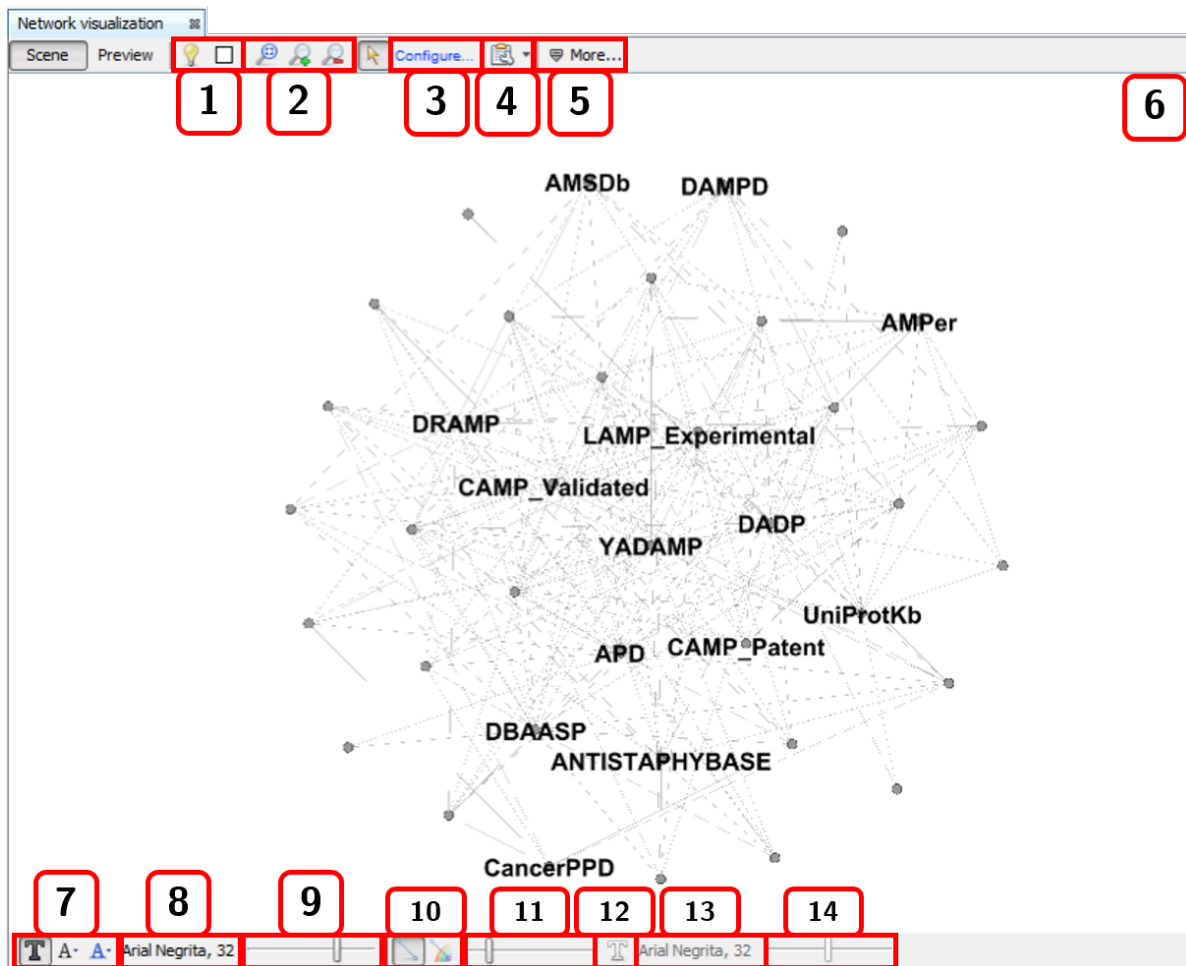 Network visualization
Scene Preview Configure... More...
1 2 3 4 5 6
AMSDb DAMPD
AMPer
DRAMP
LAMP_Experimental
CAMP_Validated
DADP
YADAMP
UniProtKb
APD CAMP_Patent
DBAASP
ANTISTAPHYBASE
CancerPPD
7 8 9 10 11 12 13 14
T A A Arial Negrita, 32 T Arial Negrita, 32